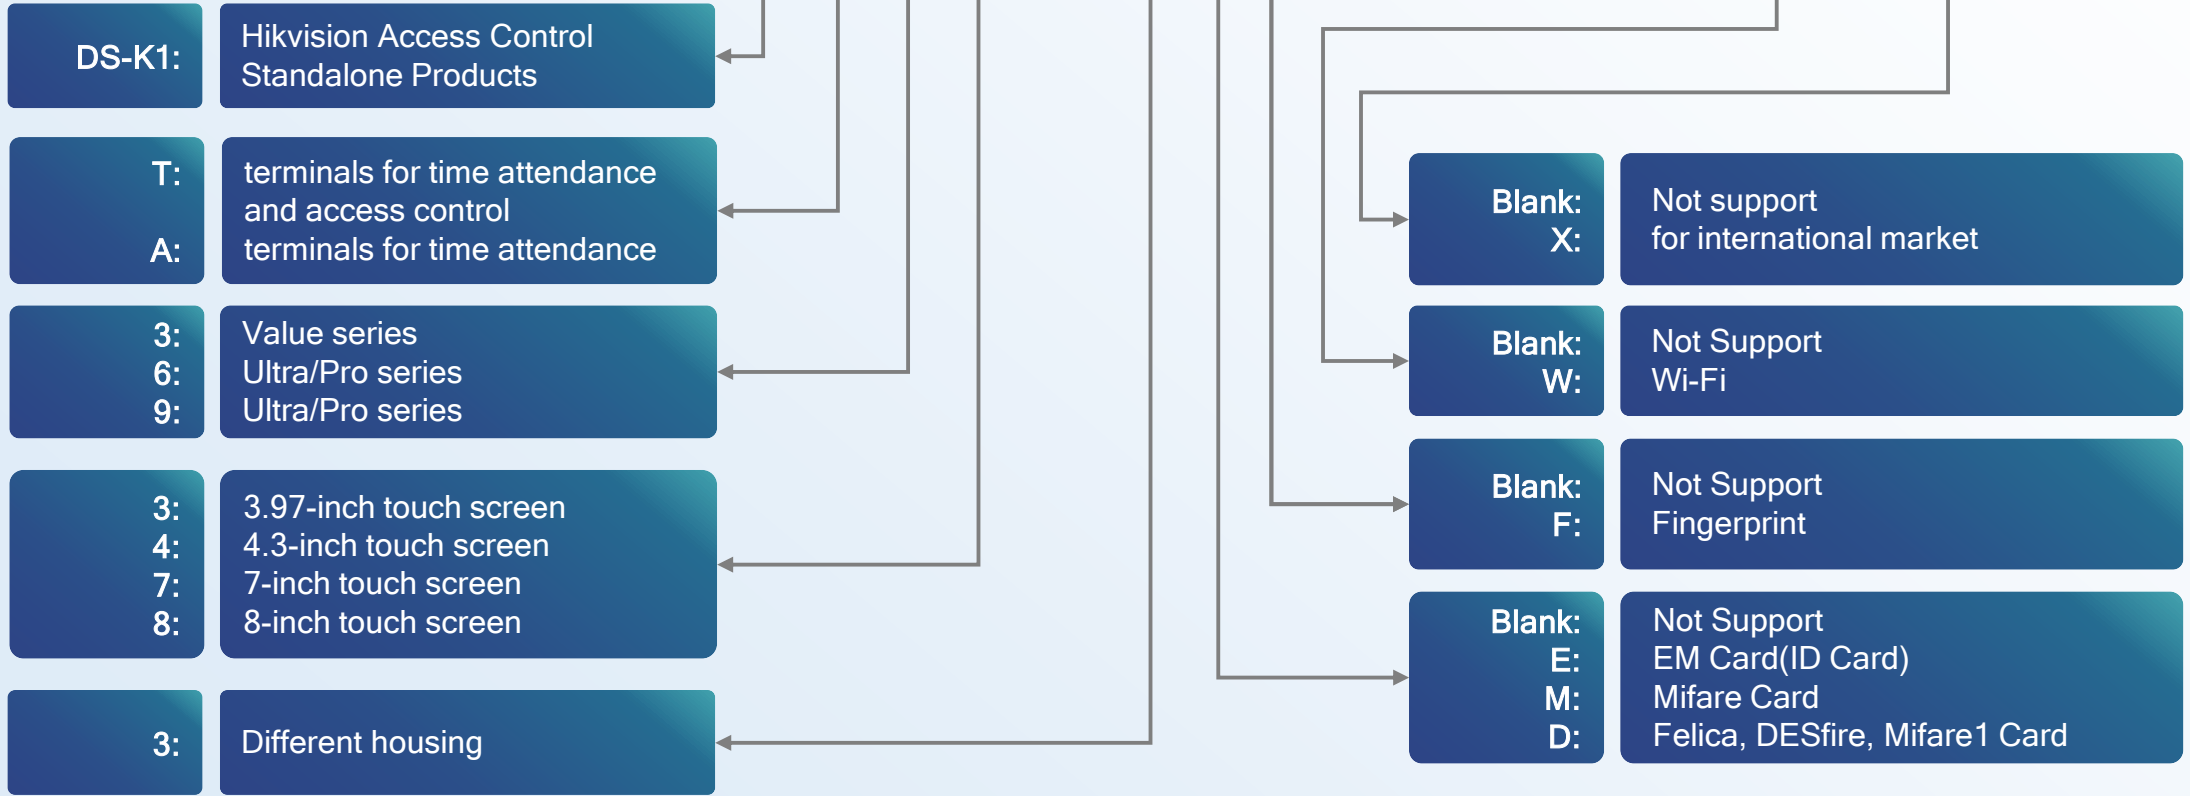 DS-K1:
Hikvision Access Control
Standalone Products
T:
terminals for time attendance
and access control
A:
terminals for time attendance
3:
Value series
6:
Ultra/Pro series
9:
Ultra/Pro series
3:
3.97-inch touch screen
4:
4.3-inch touch screen
7:
7-inch touch screen
8:
8-inch touch screen
3:
Different housing
Blank:
Not support
X:
for international market
Blank:
Not Support
W:
Wi-Fi
Blank:
Not Support
F:
Fingerprint
Blank:
Not Support
E:
EM Card(ID Card)
M:
Mifare Card
D:
Felica, DESfire, Mifare1 Card